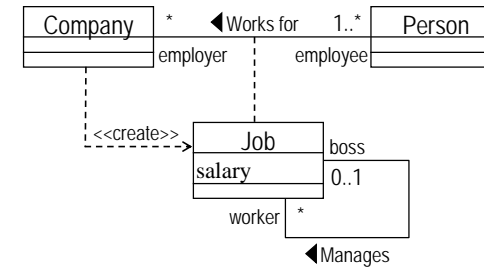 Company * ◀Works for 1..* Person
employer employee
<<create>>
Job boss
salary 0..1
worker *
◀Manages